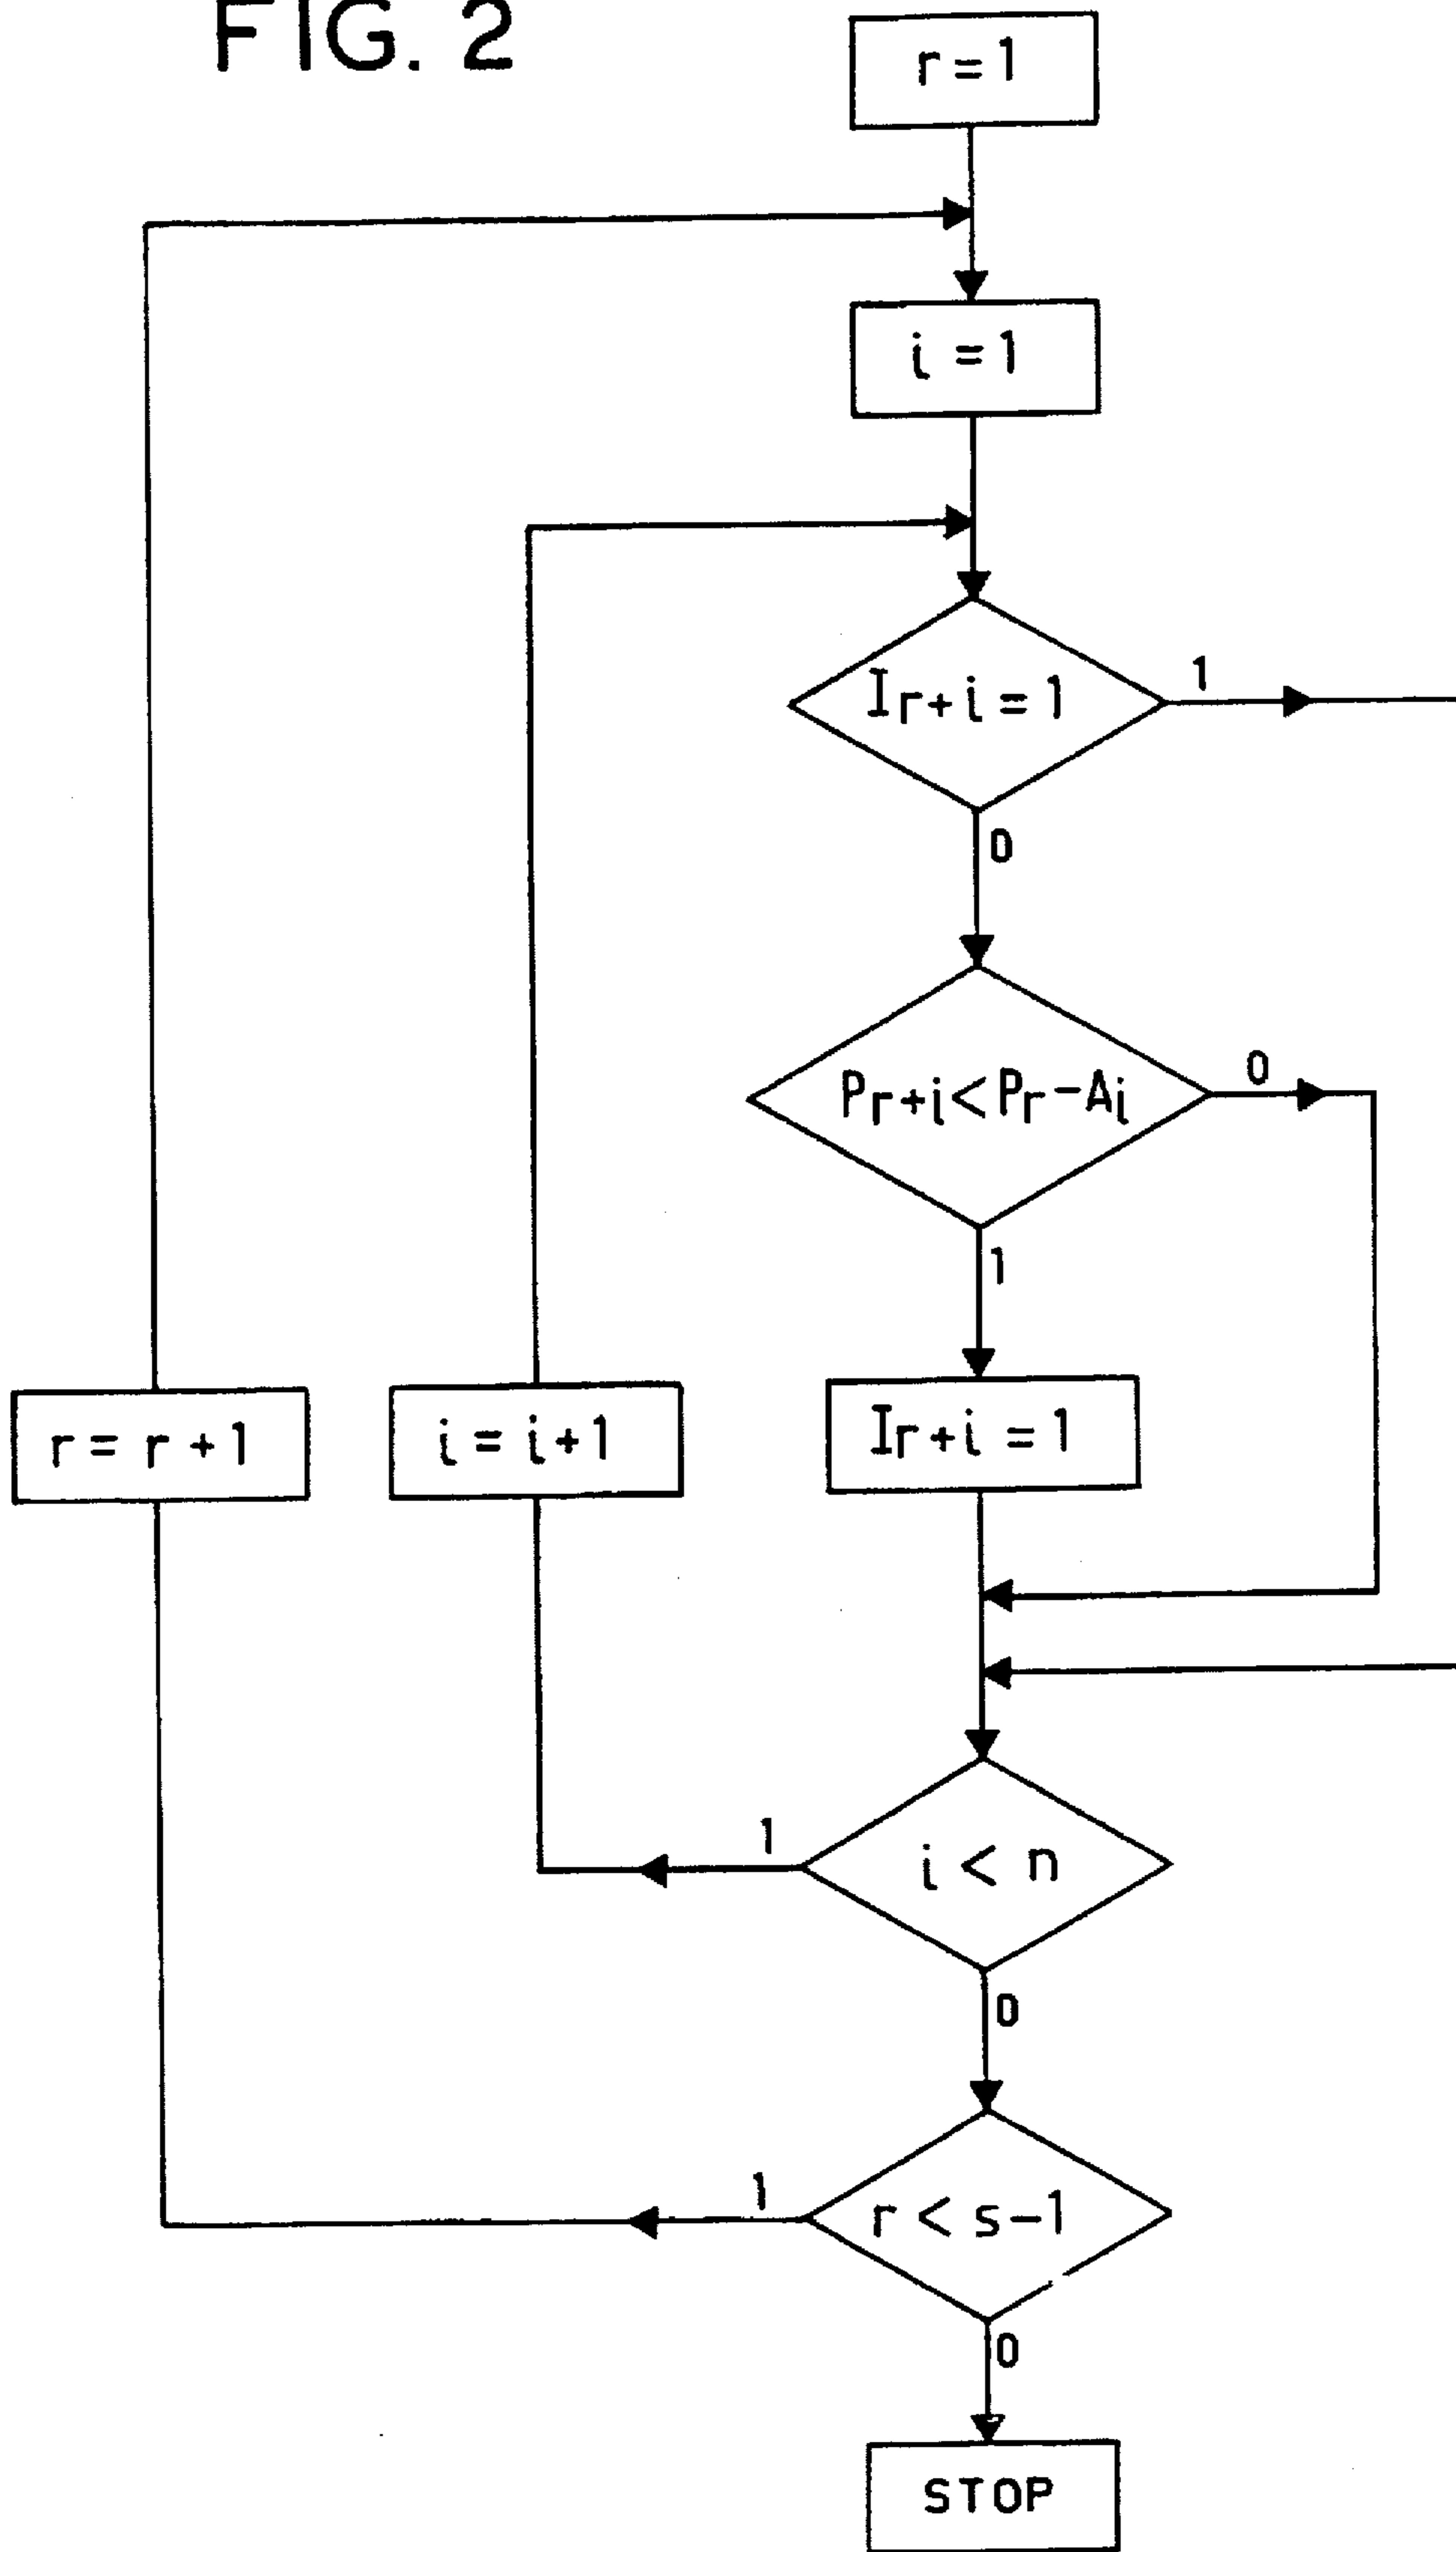 FIG. 2
r = 1
i = 1
Ir+i = 1
1
0
Pr+i < Pr - Ai
0
1
r = r + 1
i = i + 1
Ir+i = 1
1
i < n
0
1
r < s - 1
0
STOP